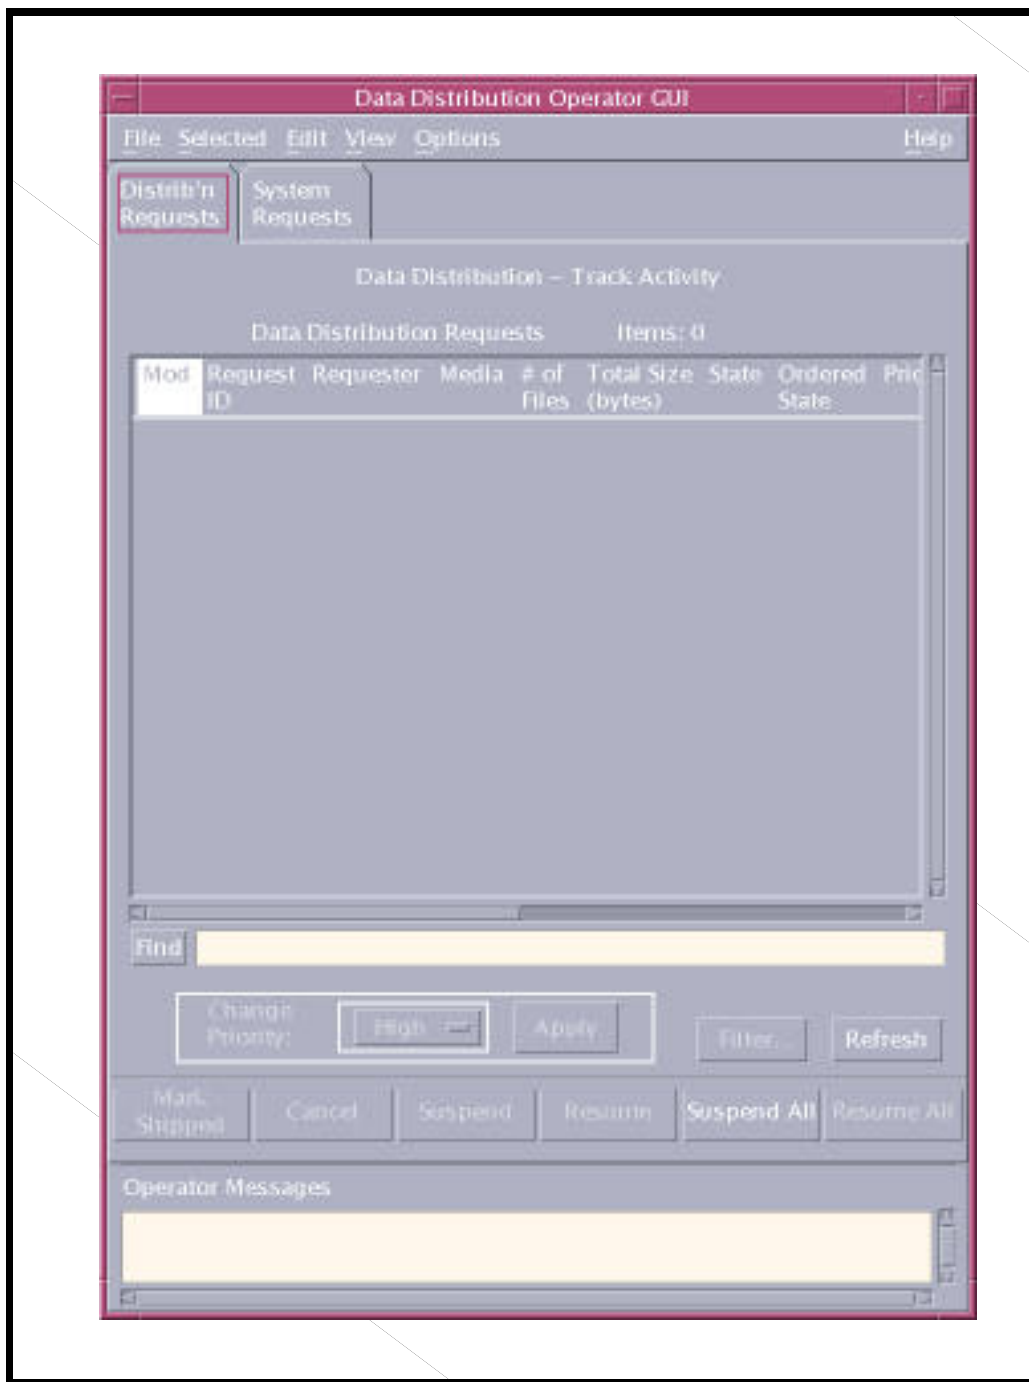 Data Distribution Operator GUI
File Selected Edit View Options Help
Distrib'n System
Requests Requests
Data Distribution – Track Activity
Data Distribution Requests Items: 0
Mod Request Requester Media # of Total Size State Ordered Prio
ID Files (bytes) State
Find
Change
Priority: High Apply Filter... Refresh
Mark
Shipped Cancel Suspend Resume Suspend All Resume All
Operator Messages